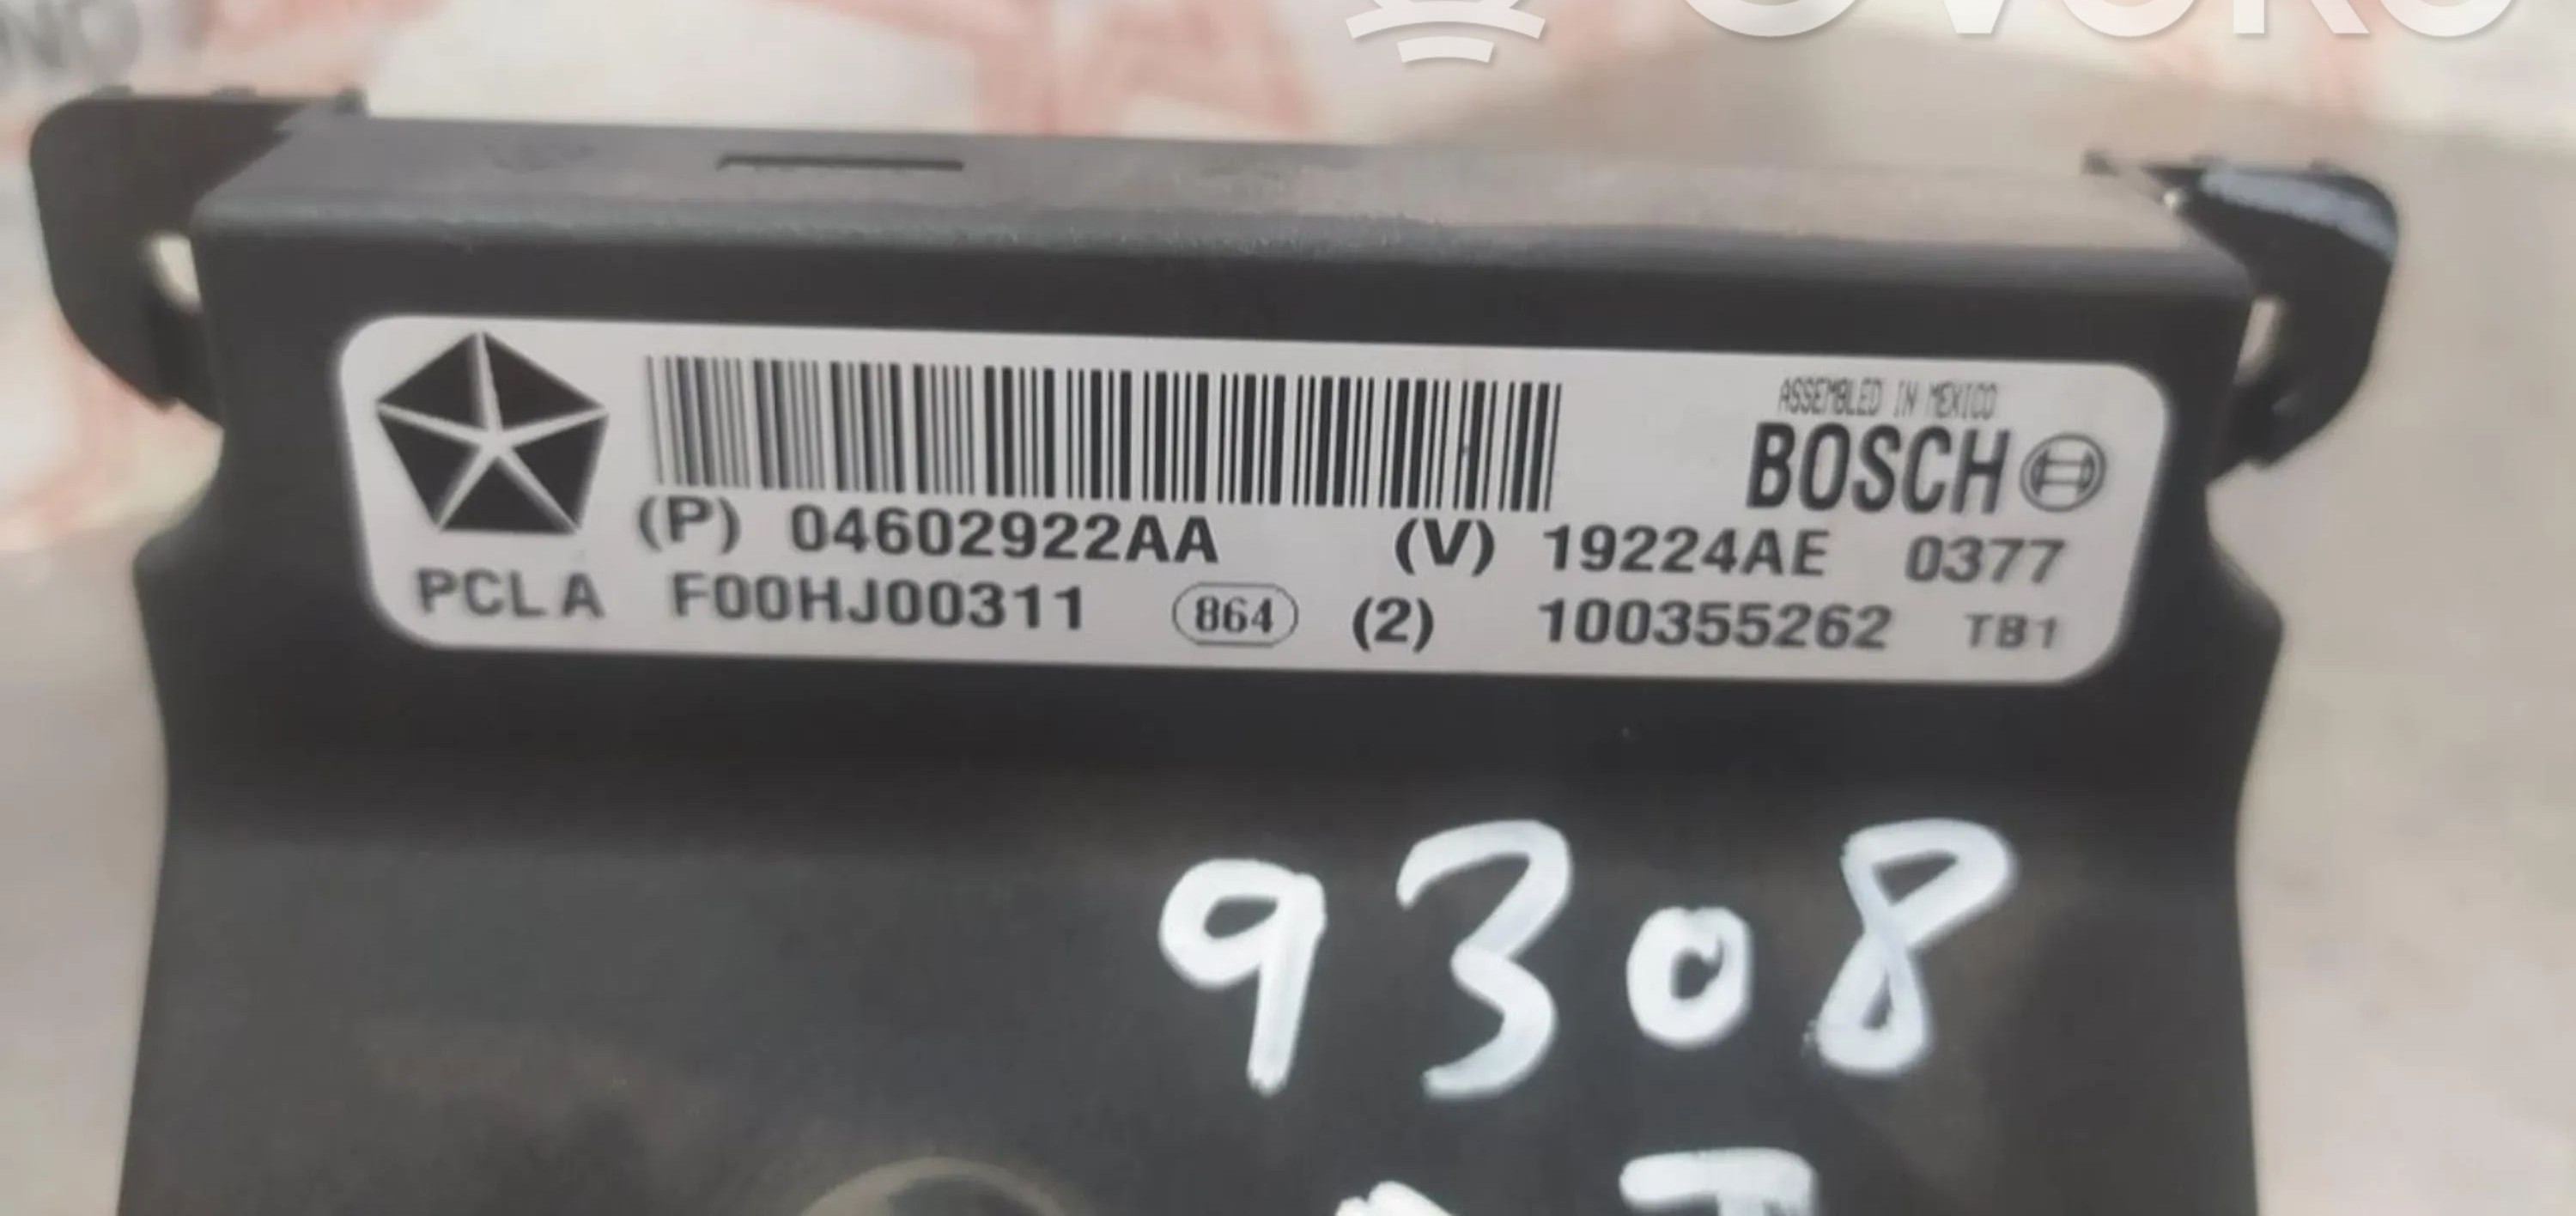 ASSEMBLED IN MEXICO
BOSCH
(P) 04602922AA (V) 19224AE 0377
PCLA F00HJ00311 864 (2) 100355262 TB1
9308